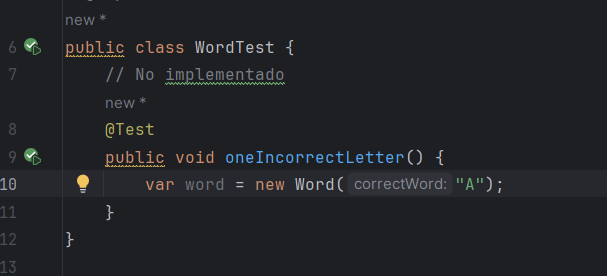 new *
6 public class WordTest {
7 // No implementado
new *
8 @Test
9 public void oneIncorrectLetter() {
10 var word = new Word( correctWord: "A");
11 }
12 }
13